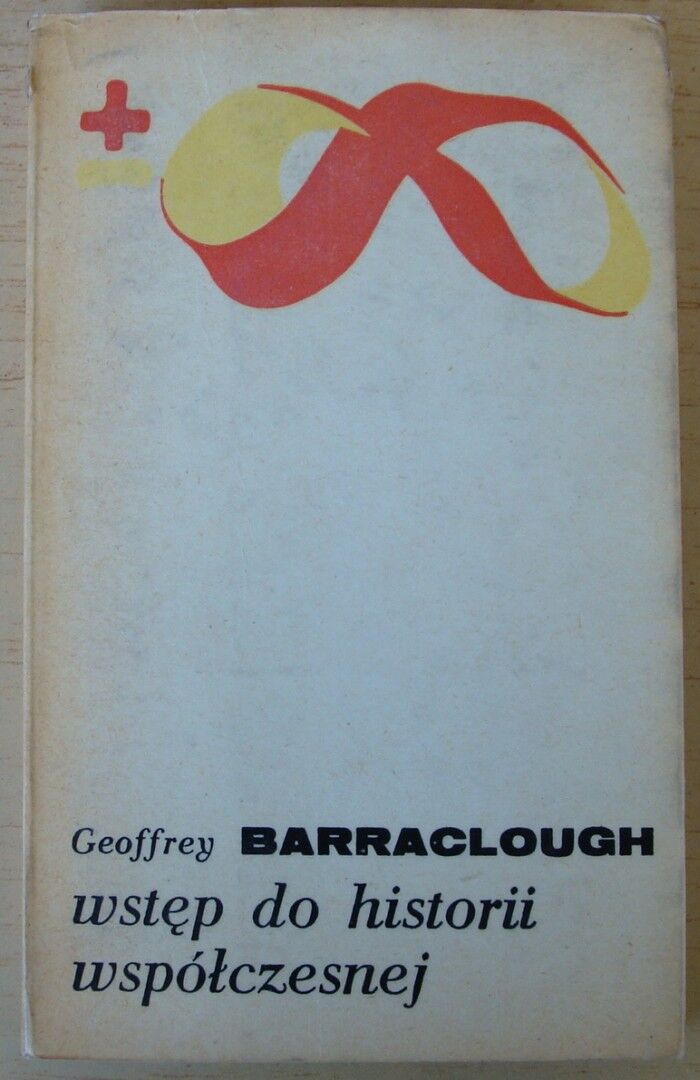 Geoffrey BARRACLOUGH
wstęp do historii
współczesnej